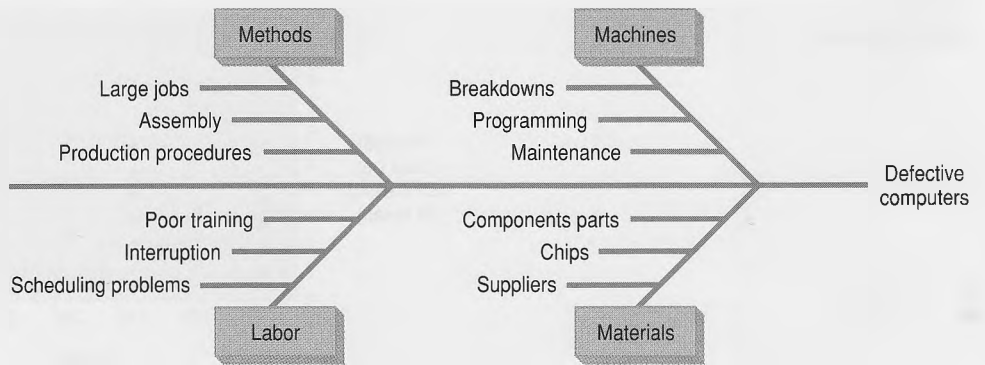 Methods
Machines
Large jobs
Breakdowns
Assembly
Programming
Production procedures
Maintenance
Defective
computers
Poor training
Components parts
Interruption
Chips
Scheduling problems
Suppliers
Labor
Materials